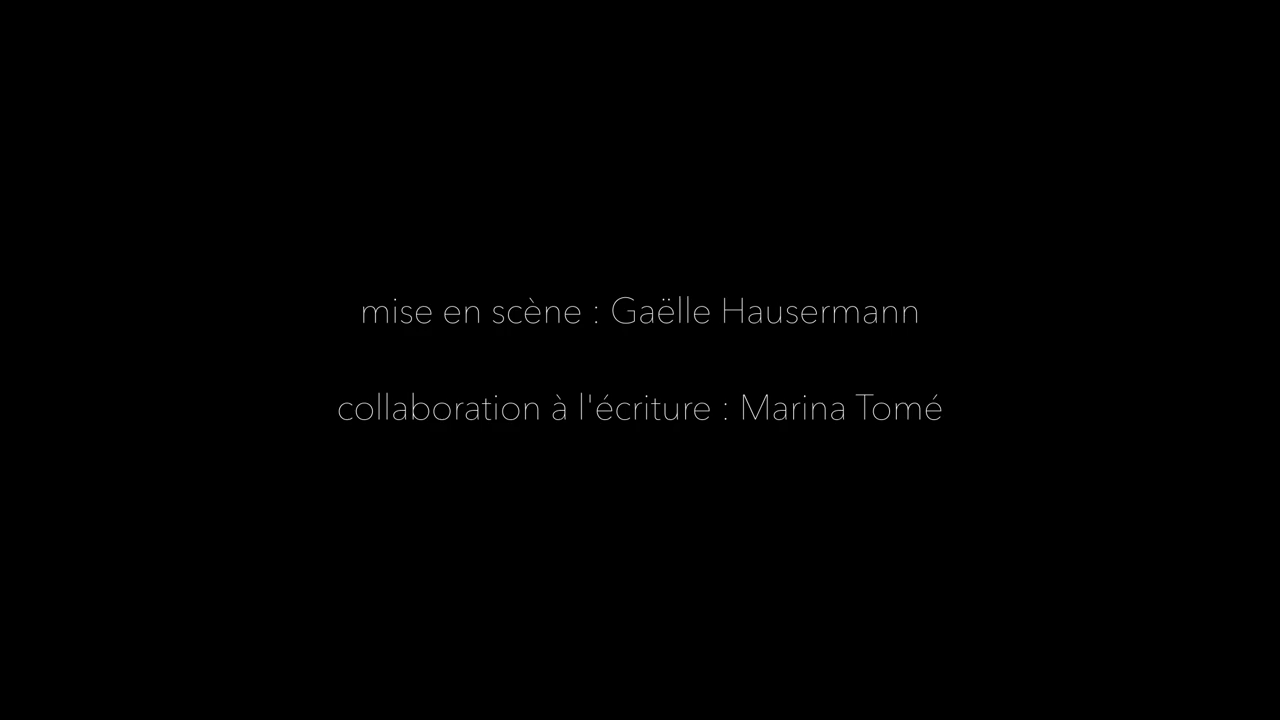 mise en scène : Gaëlle Hausermann
collaboration à l'écriture : Marina Tomé